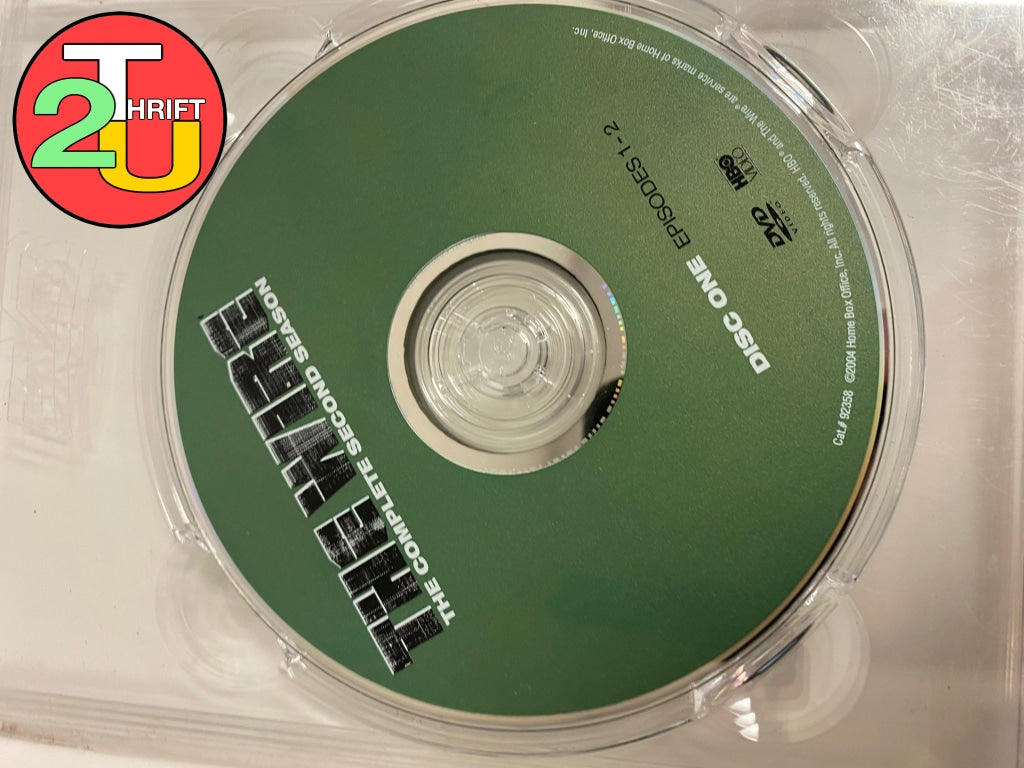 2 THRIFT U
THE WIRE
THE COMPLETE SECOND SEASON
DISC ONE EPISODES 1 - 2
DVD
VIDEO
HBO
VIDEO
Cat.# 92358 ©2004 Home Box Office, Inc. All rights reserved. HBO® and The Wire® are service marks of Home Box Office, Inc.